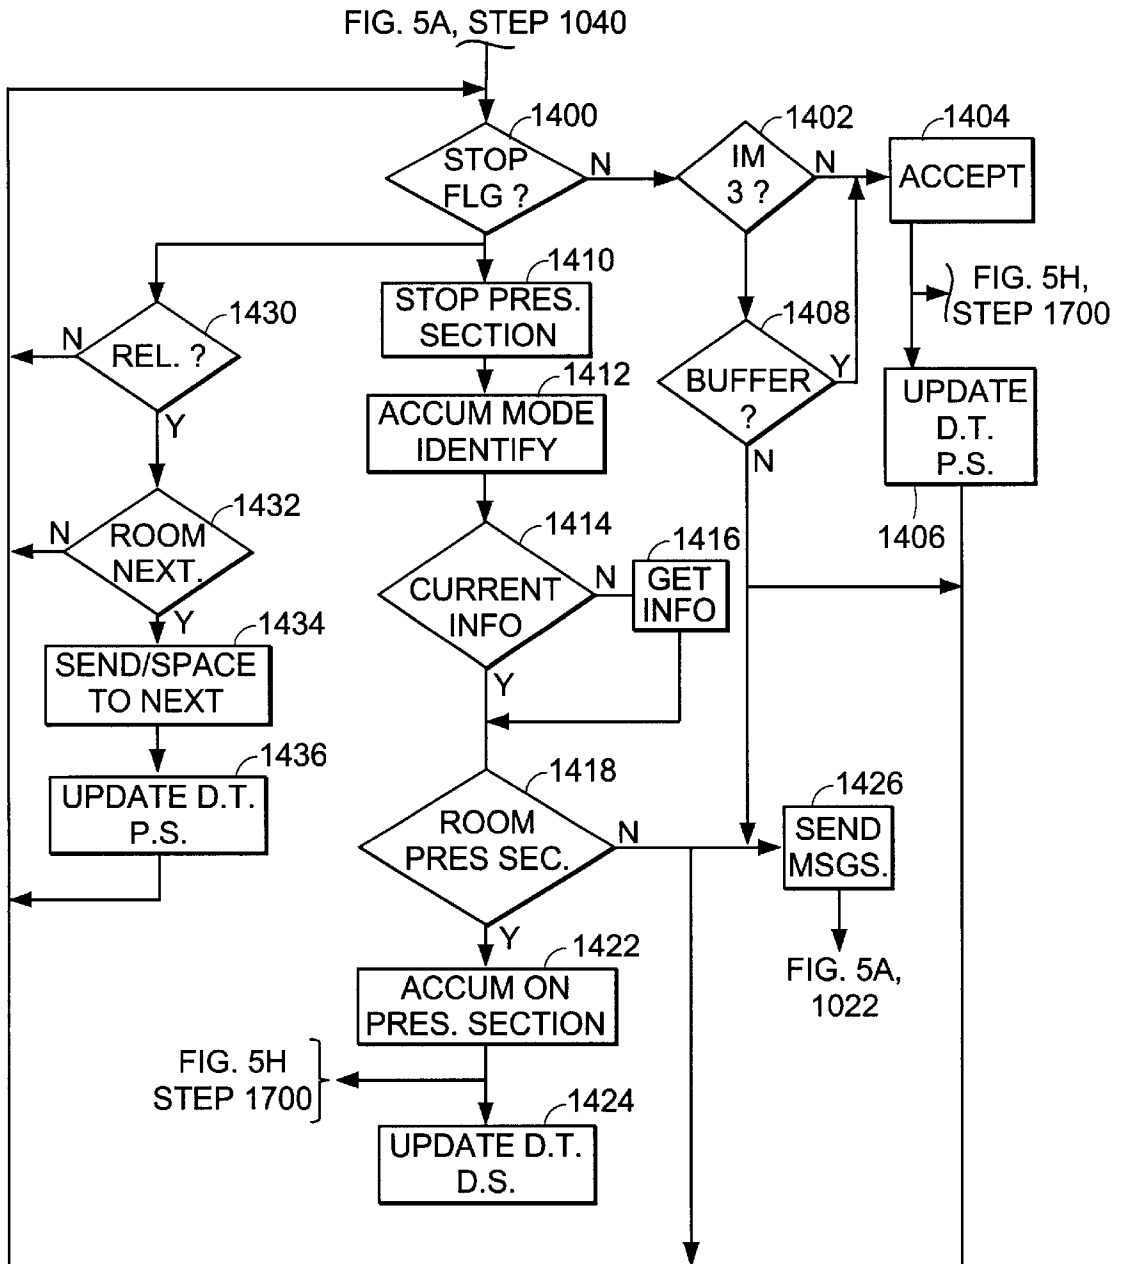 FIG. 5A, STEP 1040
1400
STOP
FLG ?
N
1402
IM
3 ?
N
1404
ACCEPT
FIG. 5H,
STEP 1700
1410
STOP PRES.
SECTION
1430
N
REL. ?
Y
1408
BUFFER
?
Y
N
1412
ACCUM MODE
IDENTIFY
UPDATE
D.T.
P.S.
1406
1432
N
ROOM
NEXT.
Y
1414
CURRENT
INFO
N
Y
1416
GET
INFO
1434
SEND/SPACE
TO NEXT
1436
UPDATE D.T.
P.S.
1418
ROOM
PRES SEC.
N
Y
1426
SEND
MSGS.
FIG. 5A,
1022
1422
ACCUM ON
PRES. SECTION
FIG. 5H
STEP 1700
1424
UPDATE D.T.
D.S.